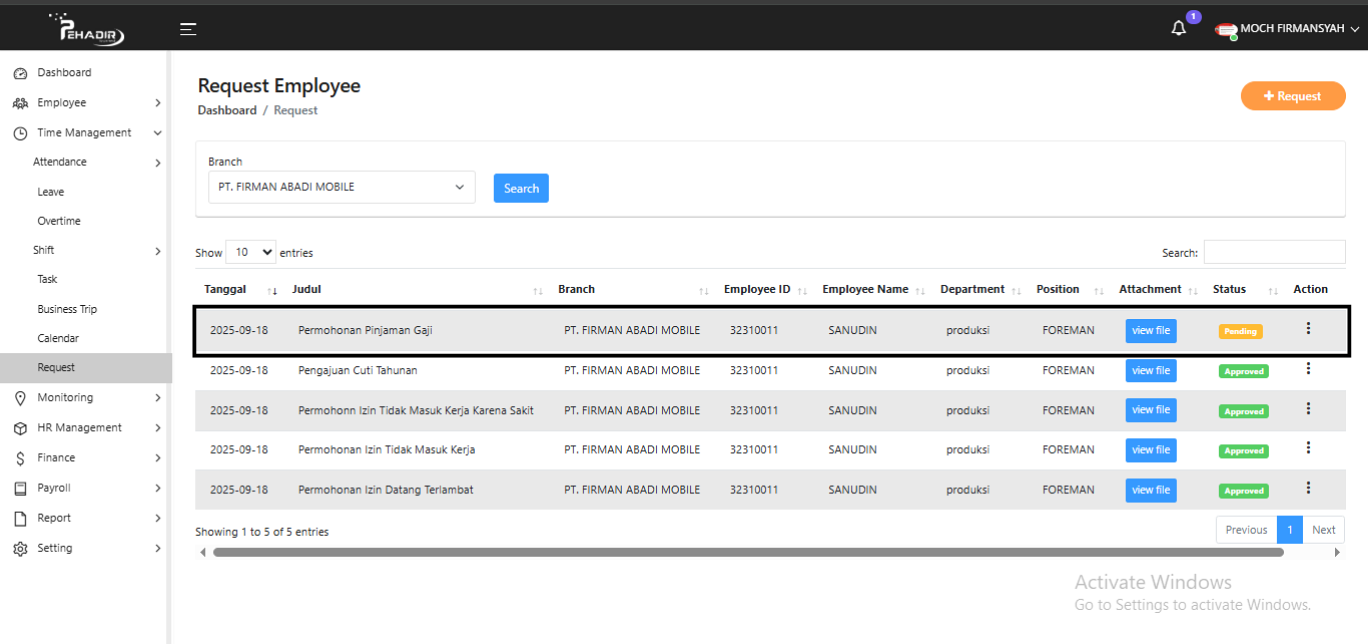 PEHADIR
1
MOCH FIRMANSYAH
Dashboard
Employee
Time Management
Attendance
Leave
Overtime
Shift
Task
Business Trip
Calendar
Request
Monitoring
HR Management
Finance
Payroll
Report
Setting
Request Employee
Dashboard / Request
+ Request
Branch
PT. FIRMAN ABADI MOBILE
Search
Show 10 entries
Search:
Tanggal Judul Branch Employee ID Employee Name Department Position Attachment Status Action
2025-09-18 Permohonan Pinjaman Gaji PT. FIRMAN ABADI MOBILE 32310011 SANUDIN produksi FOREMAN view file Pending
2025-09-18 Pengajuan Cuti Tahunan PT. FIRMAN ABADI MOBILE 32310011 SANUDIN produksi FOREMAN view file Approved
2025-09-18 Permohonn Izin Tidak Masuk Kerja Karena Sakit PT. FIRMAN ABADI MOBILE 32310011 SANUDIN produksi FOREMAN view file Approved
2025-09-18 Permohonan Izin Tidak Masuk Kerja PT. FIRMAN ABADI MOBILE 32310011 SANUDIN produksi FOREMAN view file Approved
2025-09-18 Permohonan Izin Datang Terlambat PT. FIRMAN ABADI MOBILE 32310011 SANUDIN produksi FOREMAN view file Approved
Showing 1 to 5 of 5 entries
Previous 1 Next
Activate Windows
Go to Settings to activate Windows.